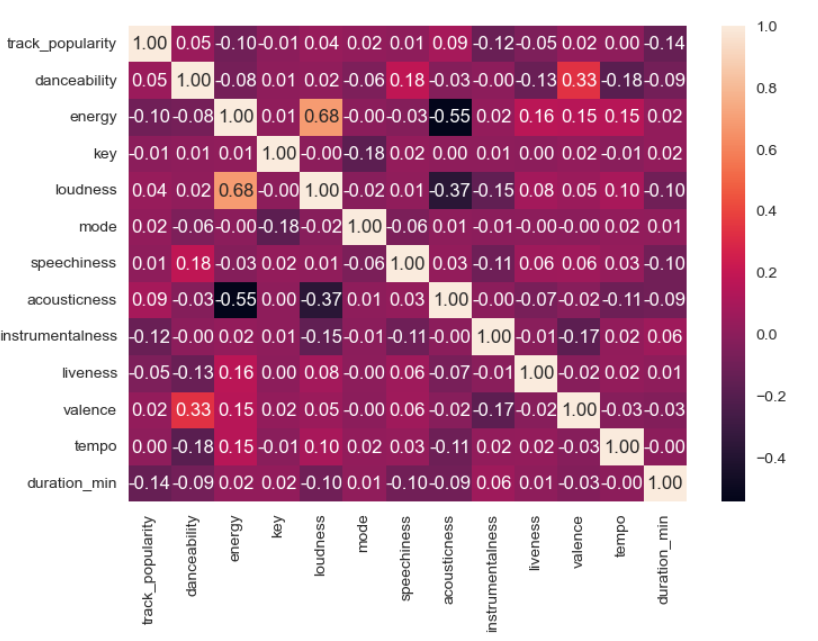 track_popularity 1.00 0.05 -0.10 -0.01 0.04 0.02 0.01 0.09 -0.12 -0.05 0.02 0.00 -0.14
danceability 0.05 1.00 -0.08 0.01 0.02 -0.06 0.18 -0.03 -0.00 -0.13 0.33 -0.18 -0.09
energy -0.10 -0.08 1.00 0.01 0.68 -0.00 -0.03 -0.55 0.02 0.16 0.15 0.15 0.02
key -0.01 0.01 0.01 1.00 -0.00 -0.18 0.02 0.00 0.01 0.00 0.02 -0.01 0.02
loudness 0.04 0.02 0.68 -0.00 1.00 -0.02 0.01 -0.37 -0.15 0.08 0.05 0.10 -0.10
mode 0.02 -0.06 -0.00 -0.18 -0.02 1.00 -0.06 0.01 -0.01 -0.00 -0.00 0.02 0.01
speechiness 0.01 0.18 -0.03 0.02 0.01 -0.06 1.00 0.03 -0.11 0.06 0.06 0.03 -0.10
acousticness 0.09 -0.03 -0.55 0.00 -0.37 0.01 0.03 1.00 -0.00 -0.07 -0.02 -0.11 -0.09
instrumentalness -0.12 -0.00 0.02 0.01 -0.15 -0.01 -0.11 -0.00 1.00 -0.01 -0.17 0.02 0.06
liveness -0.05 -0.13 0.16 0.00 0.08 -0.00 0.06 -0.07 -0.01 1.00 -0.02 0.02 0.01
valence 0.02 0.33 0.15 0.02 0.05 -0.00 0.06 -0.02 -0.17 -0.02 1.00 -0.03 -0.03
tempo 0.00 -0.18 0.15 -0.01 0.10 0.02 0.03 -0.11 0.02 0.02 -0.03 1.00 -0.00
duration_min -0.14 -0.09 0.02 0.02 -0.10 0.01 -0.10 -0.09 0.06 0.01 -0.03 -0.00 1.00
track_popularity
danceability
energy
key
loudness
mode
speechiness
acousticness
instrumentalness
liveness
valence
tempo
duration_min
1.0
0.8
0.6
0.4
0.2
0.0
−0.2
−0.4